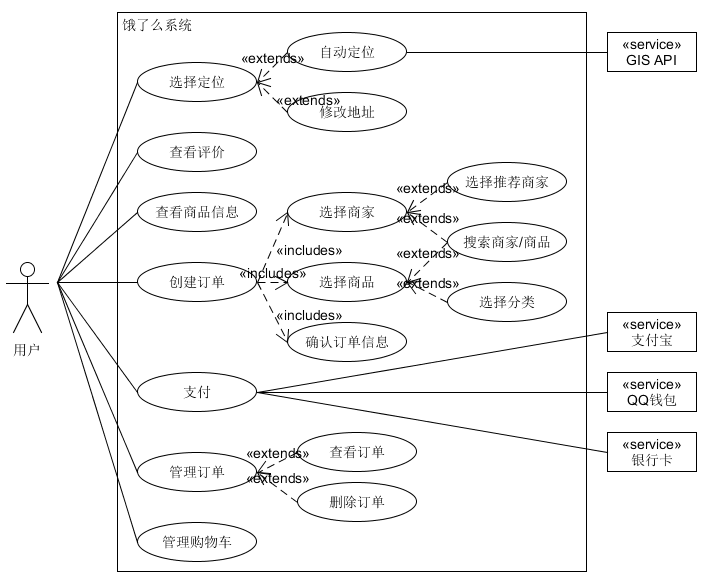 饿了么系统
自动定位
«service»
GIS API
«extends»
选择定位
«extends»
修改地址
查看评价
选择推荐商家
«extends»
查看商品信息
选择商家
«extends»
搜索商家/商品
«includes»
«extends»
创建订单
«includes»
选择商品
«extends»
选择分类
«includes»
确认订单信息
用户
«service»
支付宝
支付
«service»
QQ钱包
«service»
银行卡
«extends»
查看订单
管理订单
«extends»
删除订单
管理购物车